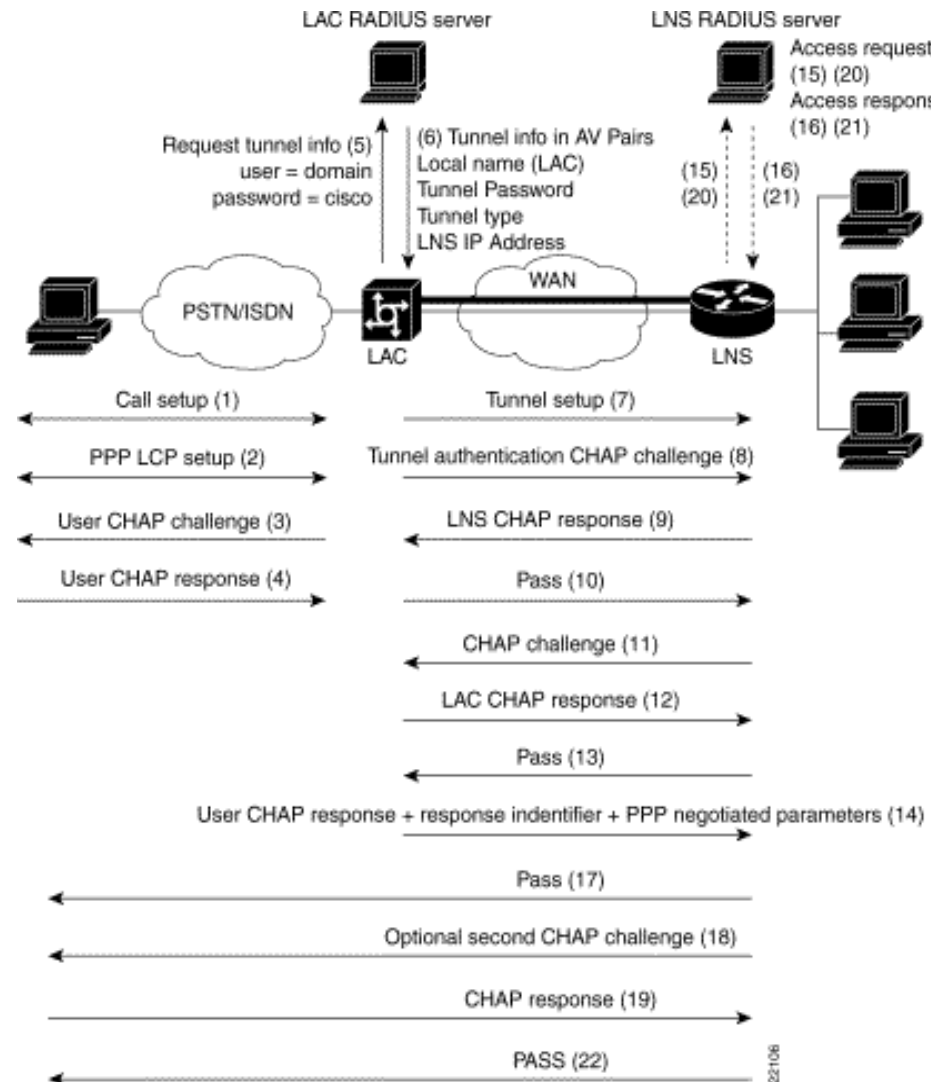 LAC RADIUS server
LNS RADIUS server
Access request
(15) (20)
Access respons
(16) (21)
Request tunnel info (5)
user = domain
password = cisco
(6) Tunnel info in AV Pairs
Local name (LAC)
Tunnel Password
Tunnel type
LNS IP Address
(15)
(20)
(16)
(21)
PSTN/ISDN
LAC
WAN
LNS
Call setup (1)
Tunnel setup (7)
PPP LCP setup (2)
Tunnel authentication CHAP challenge (8)
User CHAP challenge (3)
LNS CHAP response (9)
User CHAP response (4)
Pass (10)
CHAP challenge (11)
LAC CHAP response (12)
Pass (13)
User CHAP response + response indentifier + PPP negotiated parameters (14)
Pass (17)
Optional second CHAP challenge (18)
CHAP response (19)
PASS (22)
22106